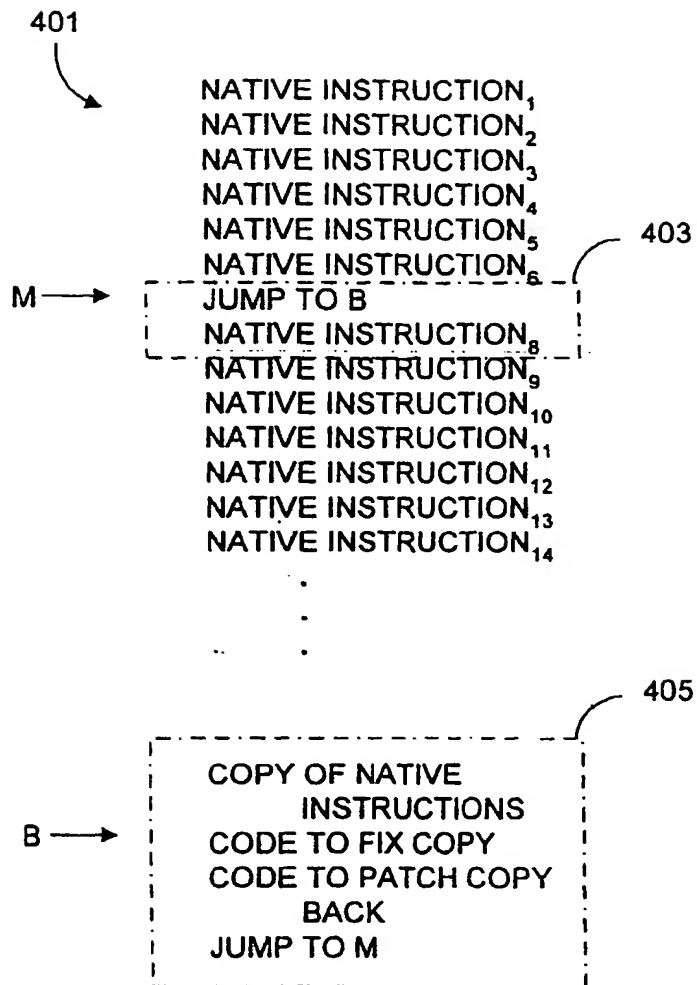 401
NATIVE INSTRUCTION₁
NATIVE INSTRUCTION₂
NATIVE INSTRUCTION₃
NATIVE INSTRUCTION₄
NATIVE INSTRUCTION₅
403
NATIVE INSTRUCTION₆
M JUMP TO B
NATIVE INSTRUCTION₈
NATIVE INSTRUCTION₉
NATIVE INSTRUCTION₁₀
NATIVE INSTRUCTION₁₁
NATIVE INSTRUCTION₁₂
NATIVE INSTRUCTION₁₃
NATIVE INSTRUCTION₁₄
.
.
.
405
COPY OF NATIVE
INSTRUCTIONS
B CODE TO FIX COPY
CODE TO PATCH COPY
BACK
JUMP TO M